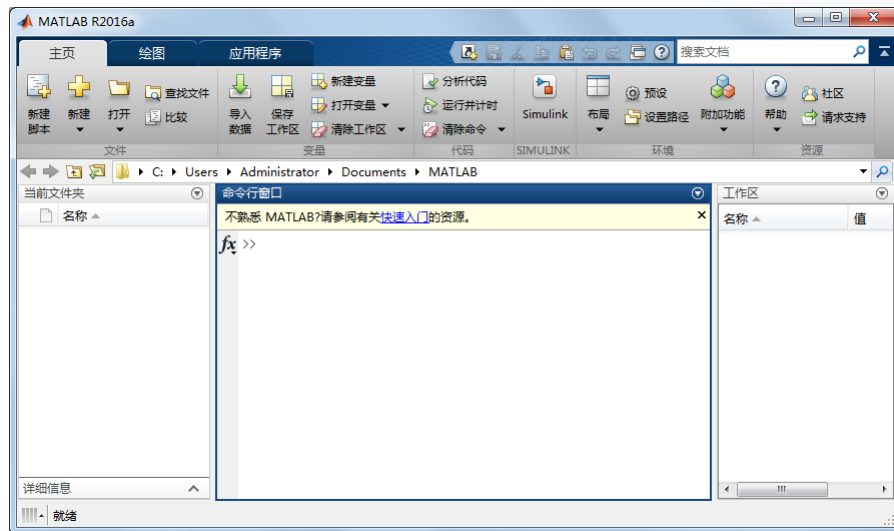 MATLAB R2016a
主页 绘图 应用程序 搜索文档
新建脚本 新建 打开 查找文件 比较
导入数据 保存工作区 新建变量 打开变量 清除工作区
分析代码 运行并计时 清除命令
Simulink
布局 预设 设置路径 附加功能
帮助 社区 请求支持
文件 变量 代码 SIMULINK 环境 资源
C: Users Administrator Documents MATLAB
当前文件夹 命令行窗口 工作区
名称
不熟悉 MATLAB?请参阅有关快速入门的资源。
名称 值
fx >>
详细信息
就绪